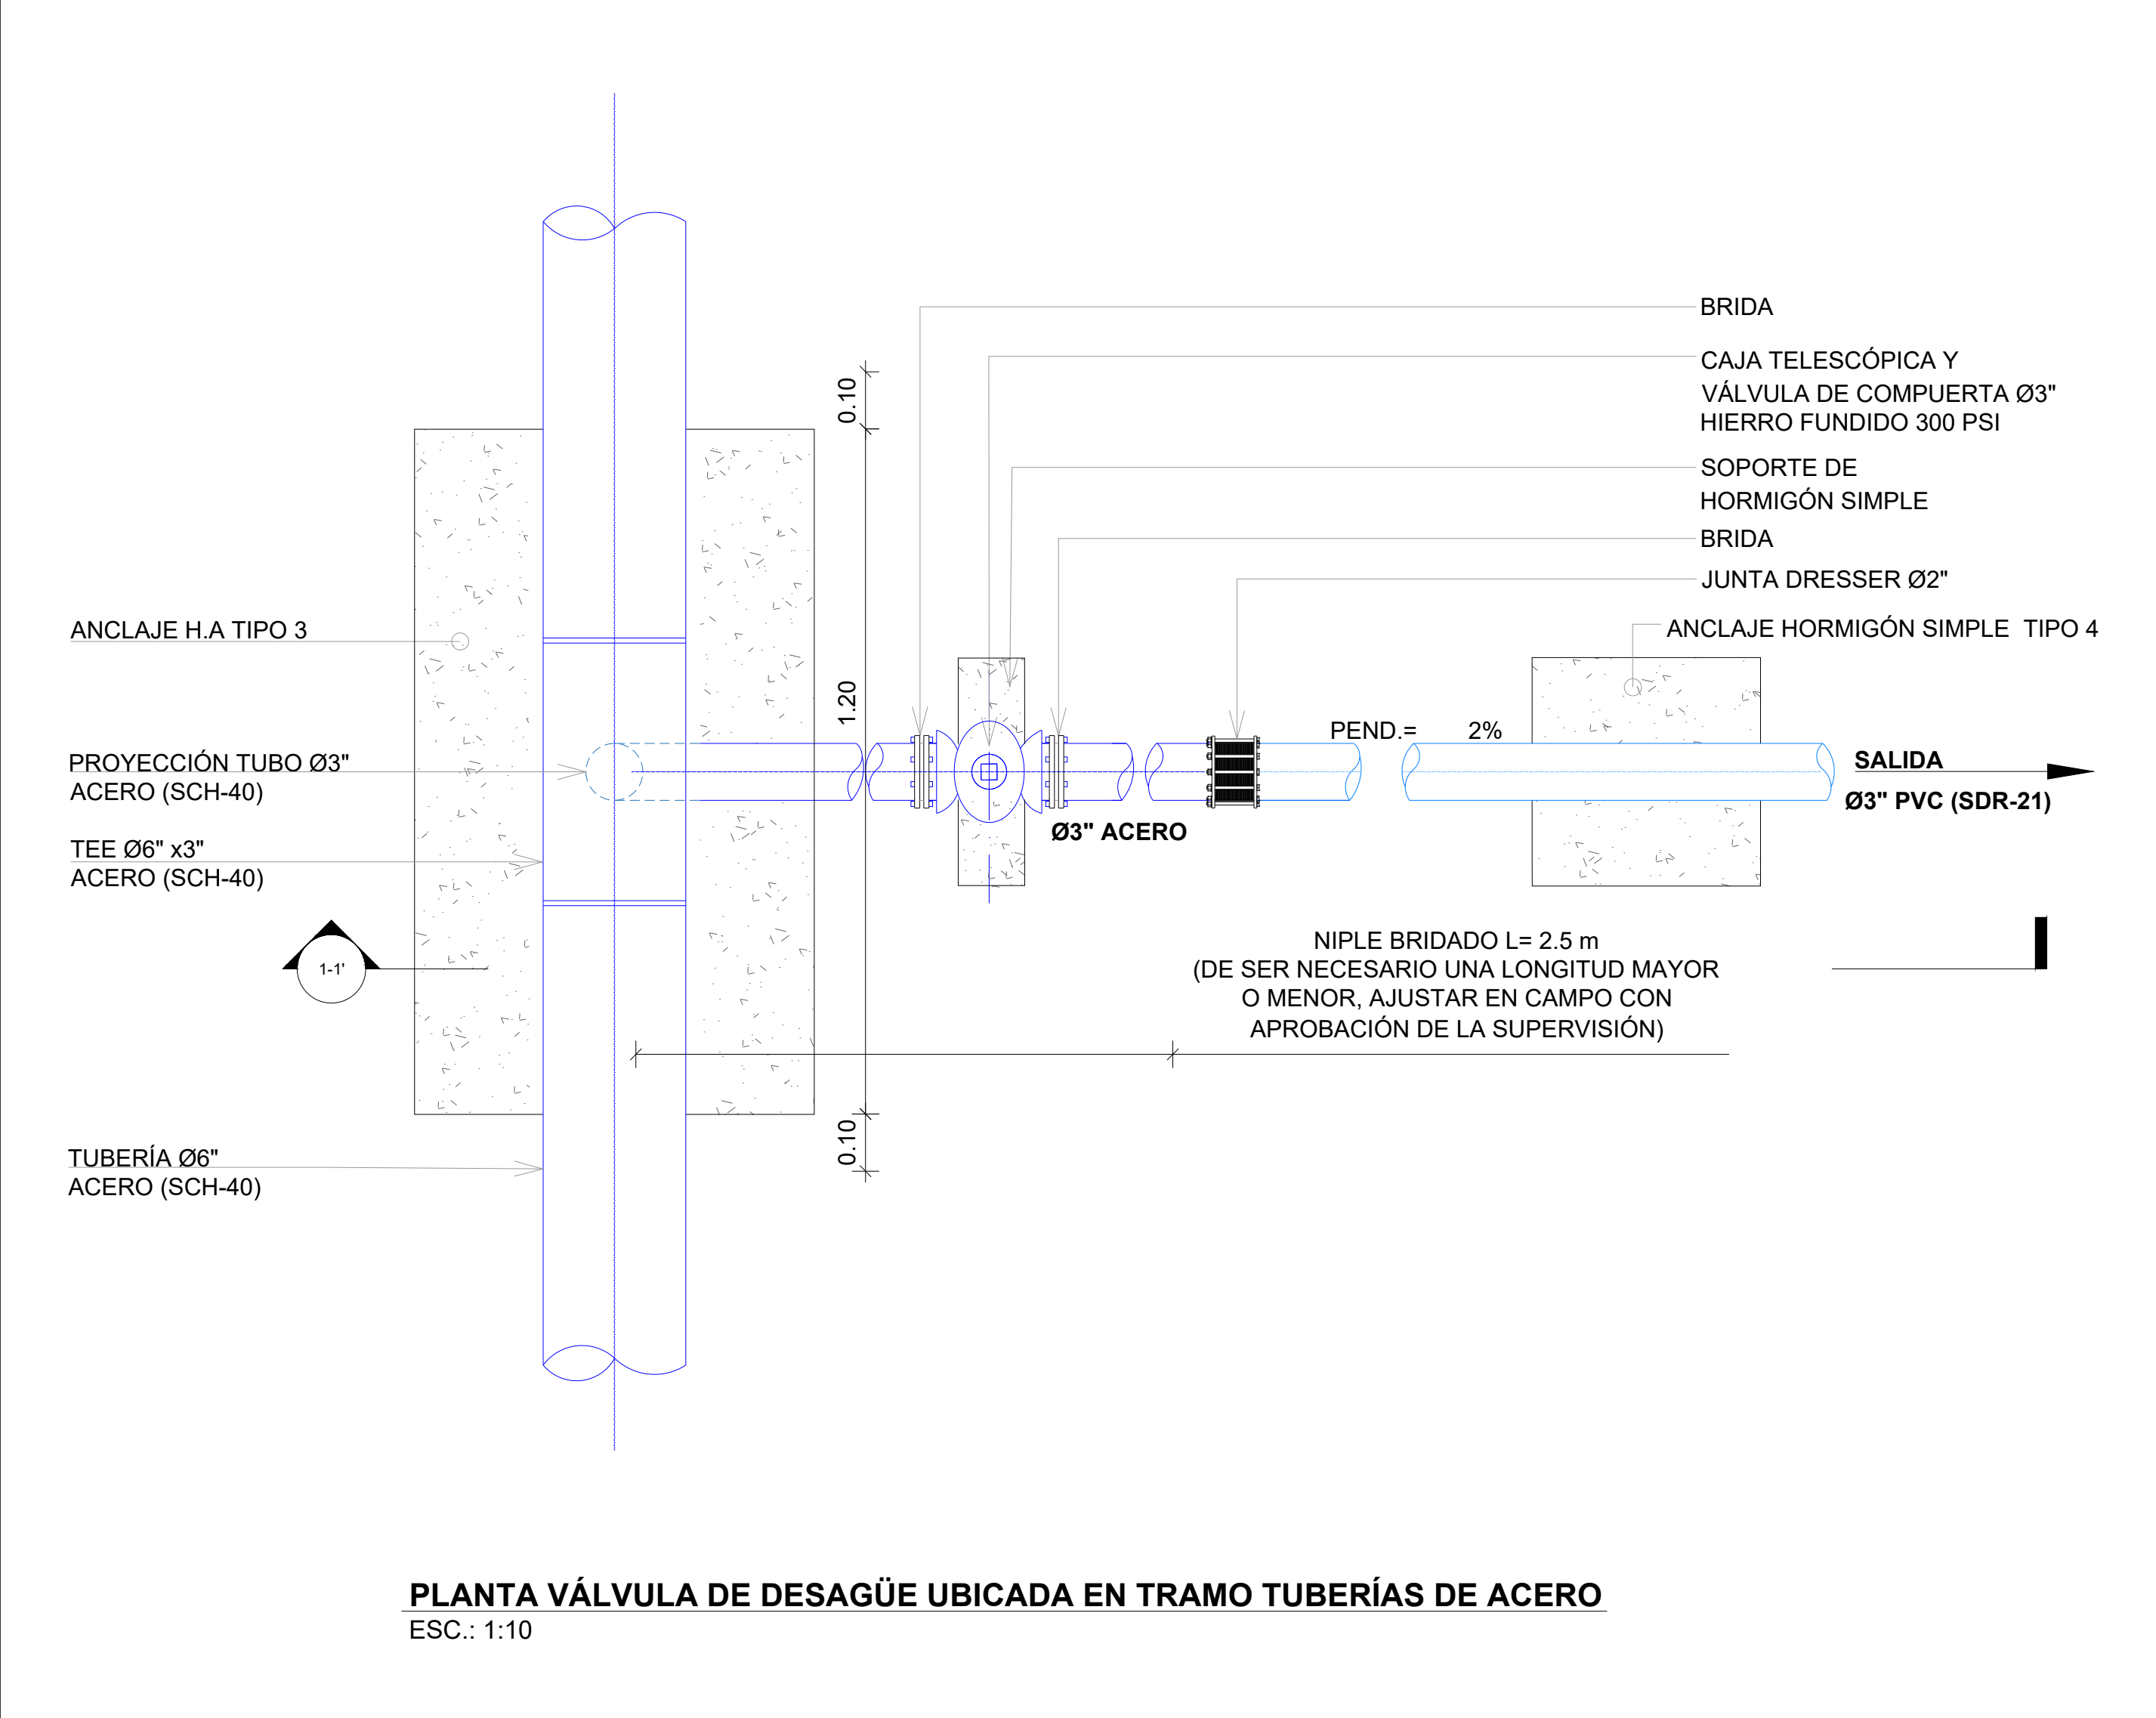 BRIDA
CAJA TELESCÓPICA Y
VÁLVULA DE COMPUERTA Ø3"
HIERRO FUNDIDO 300 PSI
SOPORTE DE
HORMIGÓN SIMPLE
BRIDA
JUNTA DRESSER Ø2"
ANCLAJE HORMIGÓN SIMPLE TIPO 4
0.10
1.20
0.10
ANCLAJE H.A TIPO 3
PROYECCIÓN TUBO Ø3"
ACERO (SCH-40)
TEE Ø6" x3"
ACERO (SCH-40)
1-1'
TUBERÍA Ø6"
ACERO (SCH-40)
PEND.= 2%
SALIDA
Ø3" PVC (SDR-21)
Ø3" ACERO
NIPLE BRIDADO L= 2.5 m
(DE SER NECESARIO UNA LONGITUD MAYOR
O MENOR, AJUSTAR EN CAMPO CON
APROBACIÓN DE LA SUPERVISIÓN)
PLANTA VÁLVULA DE DESAGÜE UBICADA EN TRAMO TUBERÍAS DE ACERO
ESC.: 1:10